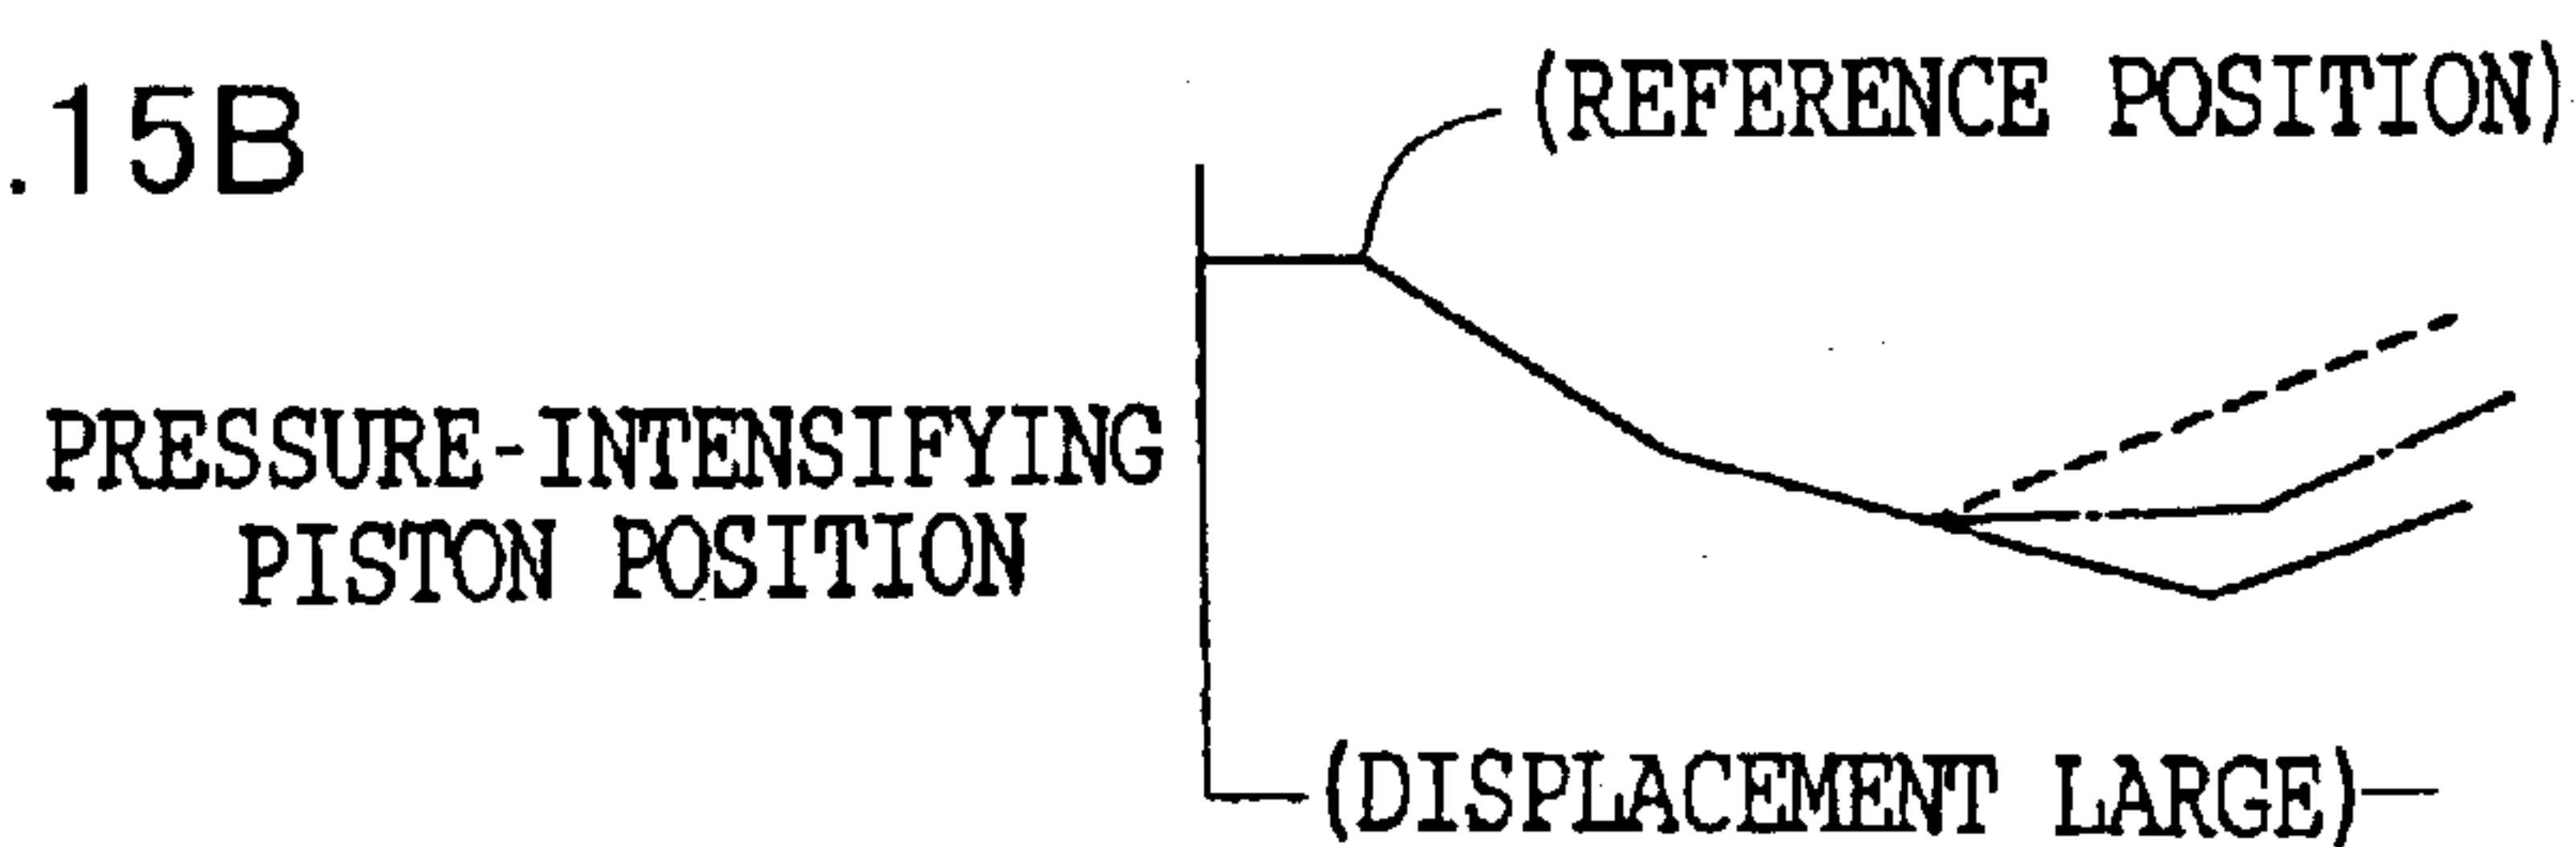 .15B
(REFERENCE POSITION)
PRESSURE-INTENSIFYING
PISTON POSITION
(DISPLACEMENT LARGE)